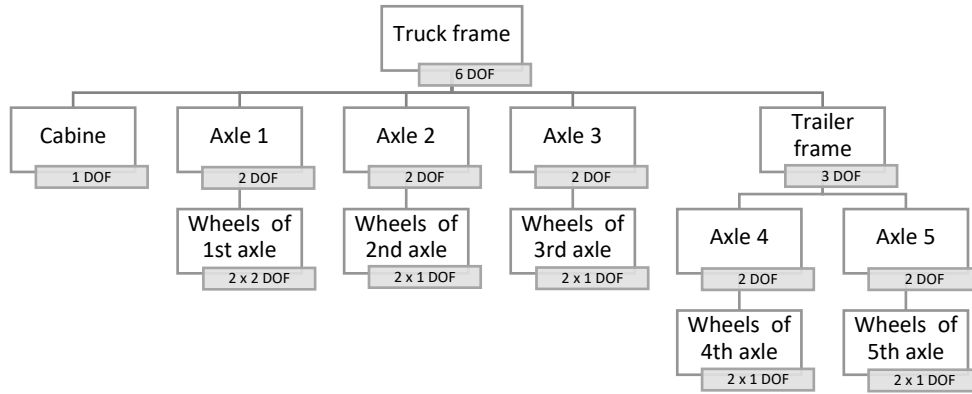 Truck frame
6 DOF
Cabine
1 DOF
Axle 1
2 DOF
Axle 2
2 DOF
Axle 3
2 DOF
Trailer
frame
3 DOF
Wheels of
1st axle
2 x 2 DOF
Wheels of
2nd axle
2 x 1 DOF
Wheels of
3rd axle
2 x 1 DOF
Axle 4
2 DOF
Axle 5
2 DOF
Wheels of
4th axle
2 x 1 DOF
Wheels of
5th axle
2 x 1 DOF